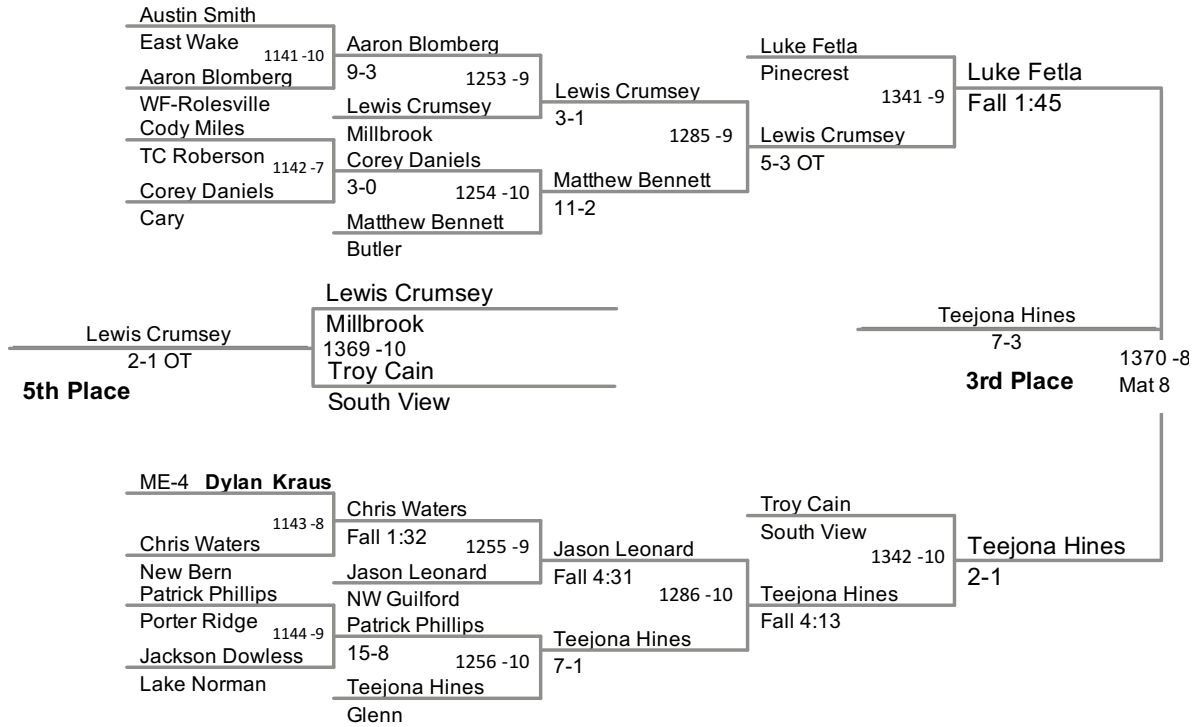 Austin Smith
East Wake
1141 -10
Aaron Blomberg
WF-Rolesville
Cody Miles
TC Roberson
1142 -7
Corey Daniels
Cary
Aaron Blomberg
9-3
1253 -9
Lewis Crumsey
Millbrook
Corey Daniels
3-0
1254 -10
Matthew Bennett
Butler
Lewis Crumsey
3-1
1285 -9
Matthew Bennett
11-2
Luke Fetla
Pinecrest
1341 -9
Lewis Crumsey
5-3 OT
Luke Fetla
Fall 1:45
Lewis Crumsey
2-1 OT
5th Place
Lewis Crumsey
Millbrook
1369 -10
Troy Cain
South View
Teejona Hines
7-3
3rd Place
1370 -8
Mat 8
ME-4 Dylan Kraus
1143 -8
Chris Waters
New Bern
Patrick Phillips
Porter Ridge
1144 -9
Jackson Dowless
Lake Norman
Chris Waters
Fall 1:32
1255 -9
Jason Leonard
NW Guilford
Patrick Phillips
15-8
1256 -10
Teejona Hines
Glenn
Jason Leonard
Fall 4:31
1286 -10
Teejona Hines
7-1
Troy Cain
South View
1342 -10
Teejona Hines
Fall 4:13
Teejona Hines
2-1